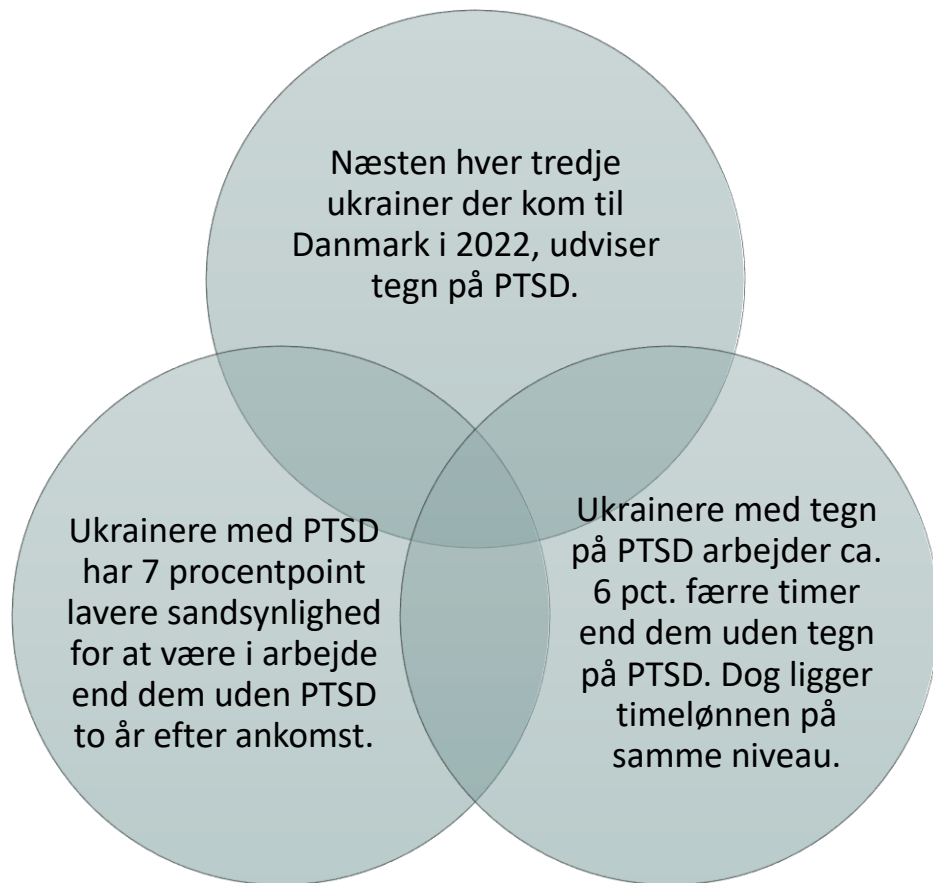 Næsten hver tredje
ukrainer der kom til
Danmark i 2022, udviser
tegn på PTSD.
Ukrainere med PTSD
har 7 procentpoint
lavere sandsynlighed
for at være i arbejde
end dem uden PTSD
to år efter ankomst.
Ukrainere med tegn
på PTSD arbejder ca.
6 pct. færre timer
end dem uden tegn
på PTSD. Dog ligger
timelønnen på
samme niveau.